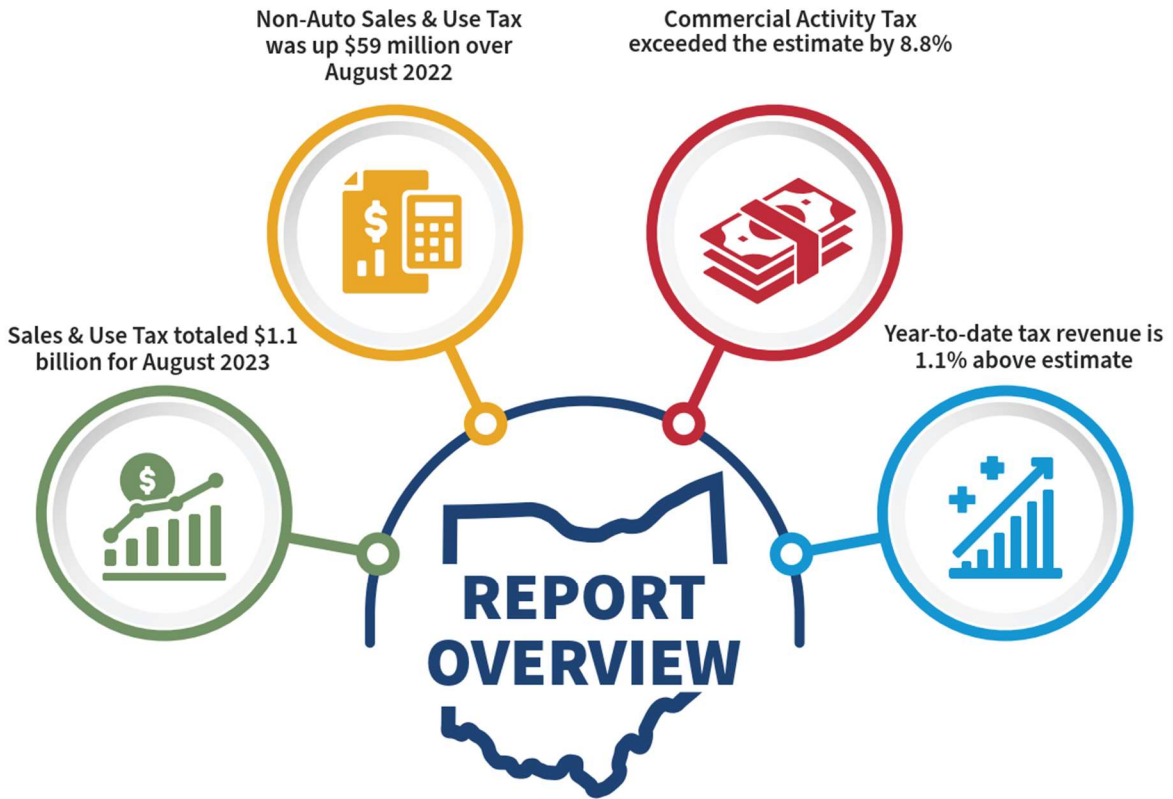 Non-Auto Sales & Use Tax
was up $59 million over
August 2022
Commercial Activity Tax
exceeded the estimate by 8.8%
$
Sales & Use Tax totaled $1.1
billion for August 2023
Year-to-date tax revenue is
1.1% above estimate
$
REPORT
OVERVIEW